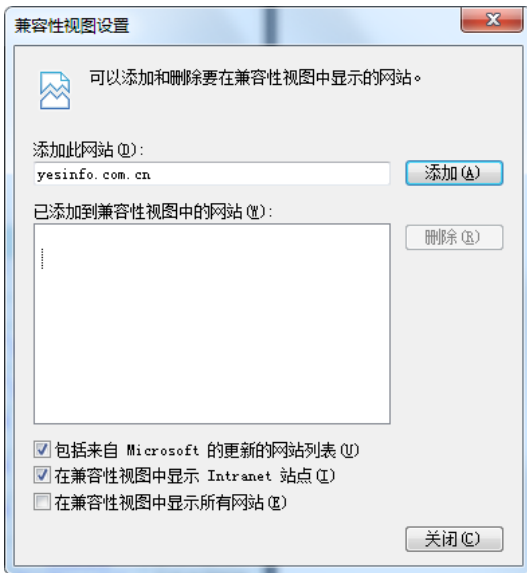 兼容性视图设置
可以添加和删除要在兼容性视图中显示的网站。
添加此网站(D):
yesinfo.com.cn
添加(A)
已添加到兼容性视图中的网站(W):
删除(R)
包括来自 Microsoft 的更新的网站列表(U)
在兼容性视图中显示 Intranet 站点(I)
在兼容性视图中显示所有网站(E)
关闭(C)